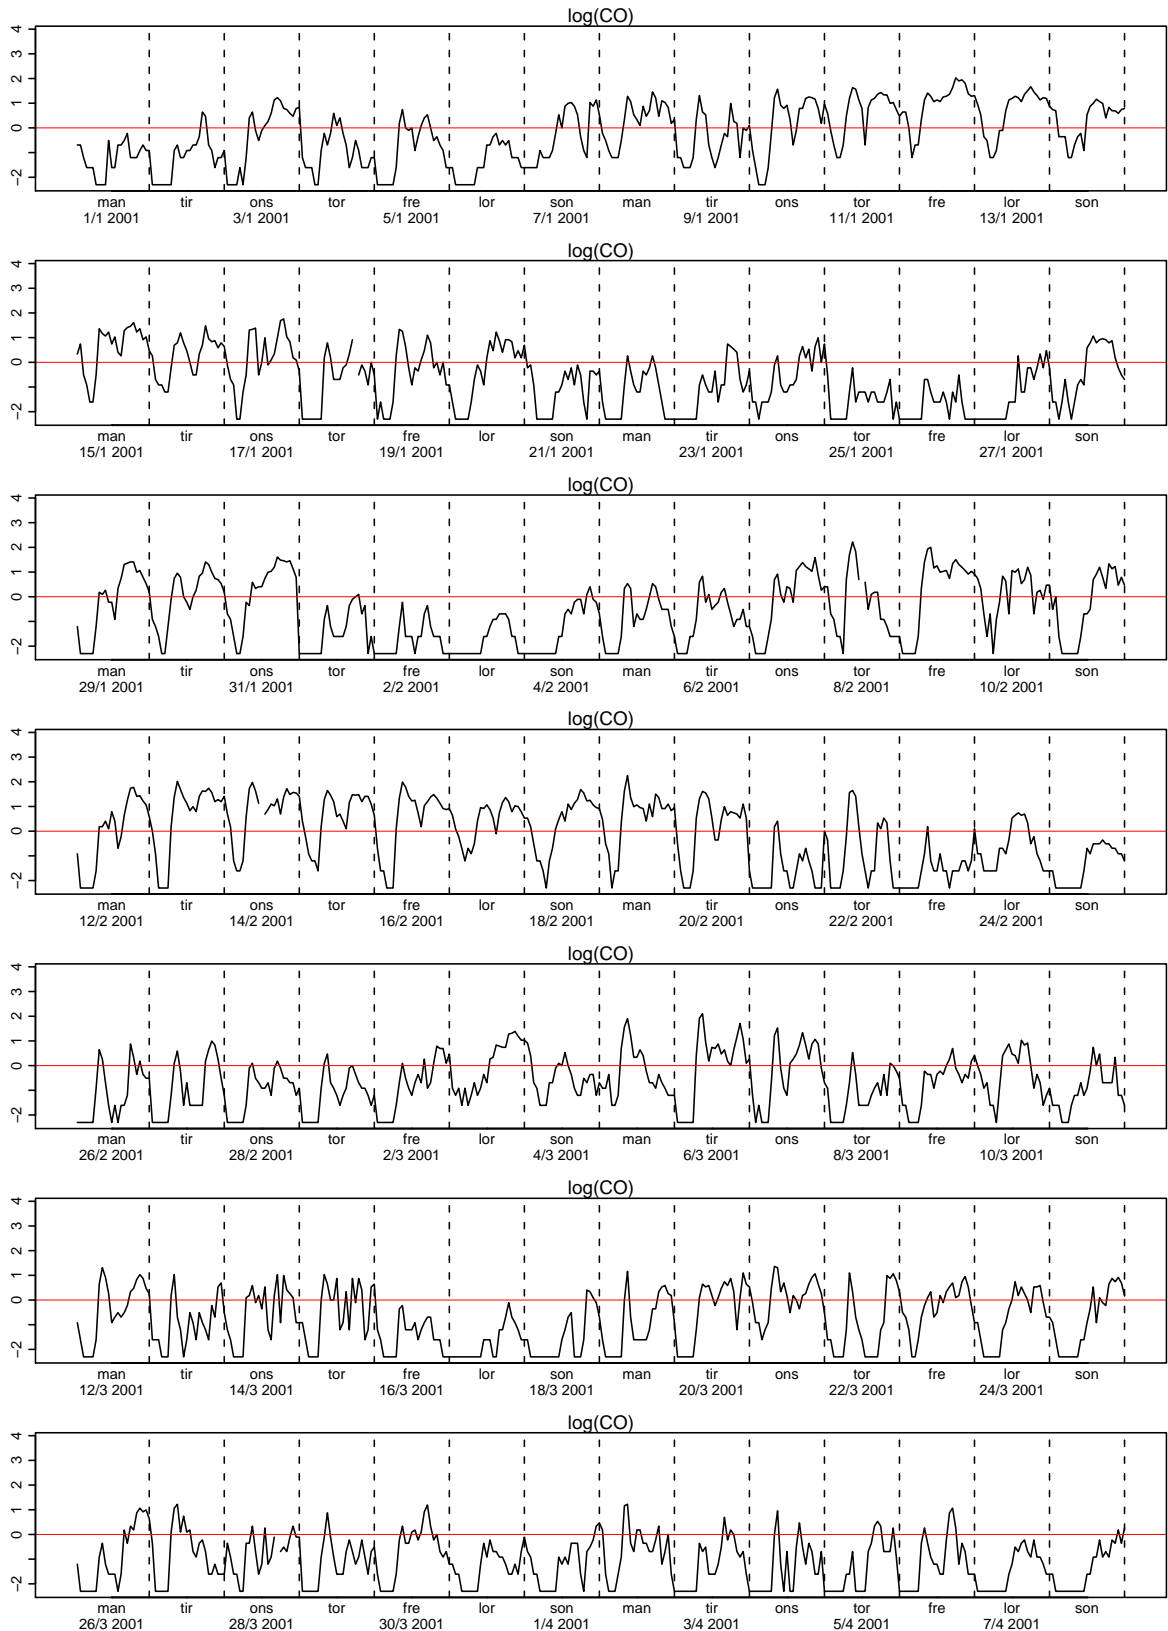 log(CO)
4
3
2
1
0
−2
man tir ons tor fre lor son man tir ons tor fre lor son
1/1 2001 3/1 2001 5/1 2001 7/1 2001 9/1 2001 11/1 2001 13/1 2001
log(CO)
4
3
2
1
0
−2
man tir ons tor fre lor son man tir ons tor fre lor son
15/1 2001 17/1 2001 19/1 2001 21/1 2001 23/1 2001 25/1 2001 27/1 2001
log(CO)
4
3
2
1
0
−2
man tir ons tor fre lor son man tir ons tor fre lor son
29/1 2001 31/1 2001 2/2 2001 4/2 2001 6/2 2001 8/2 2001 10/2 2001
log(CO)
4
3
2
1
0
−2
man tir ons tor fre lor son man tir ons tor fre lor son
12/2 2001 14/2 2001 16/2 2001 18/2 2001 20/2 2001 22/2 2001 24/2 2001
log(CO)
4
3
2
1
0
−2
man tir ons tor fre lor son man tir ons tor fre lor son
26/2 2001 28/2 2001 2/3 2001 4/3 2001 6/3 2001 8/3 2001 10/3 2001
log(CO)
4
3
2
1
0
−2
man tir ons tor fre lor son man tir ons tor fre lor son
12/3 2001 14/3 2001 16/3 2001 18/3 2001 20/3 2001 22/3 2001 24/3 2001
log(CO)
4
3
2
1
0
−2
man tir ons tor fre lor son man tir ons tor fre lor son
26/3 2001 28/3 2001 30/3 2001 1/4 2001 3/4 2001 5/4 2001 7/4 2001